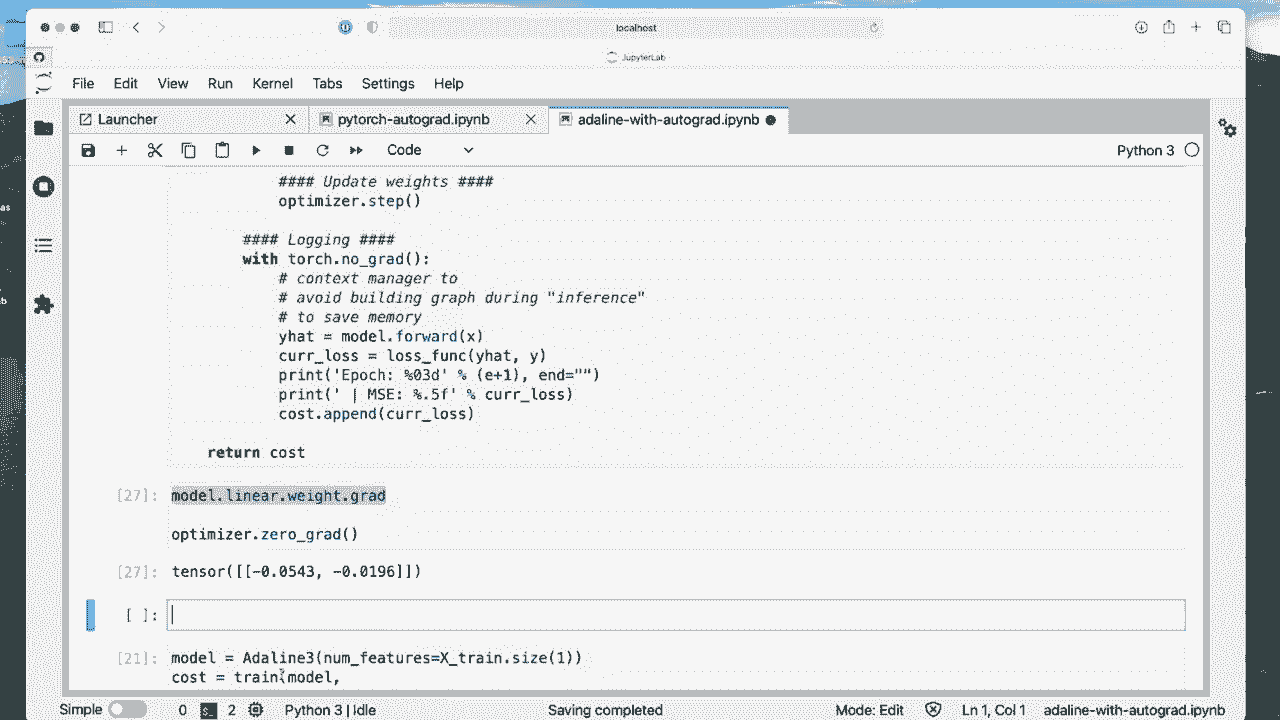 localhost
JupyterLab
File Edit View Run Kernel Tabs Settings Help
Launcher pytorch-autograd.ipynb adaline-with-autograd.ipynb
Code Python 3
#### Update weights ####
optimizer.step()
#### Logging ####
with torch.no_grad():
# context manager to
# avoid building graph during "inference"
# to save memory
yhat = model.forward(x)
curr_loss = loss_func(yhat, y)
print('Epoch: %03d' % (e+1), end="")
print(' | MSE: %.5f' % curr_loss)
cost.append(curr_loss)
return cost
[27]: model.linear.weight.grad
optimizer.zero_grad()
[27]: tensor([[-0.0543, -0.0196]])
[ ]:
[21]: model = Adaline3(num_features=X_train.size(1))
cost = train(model,
Simple 0 2 Python 3 | Idle Saving completed Mode: Edit Ln 1, Col 1 adaline-with-autograd.ipynb